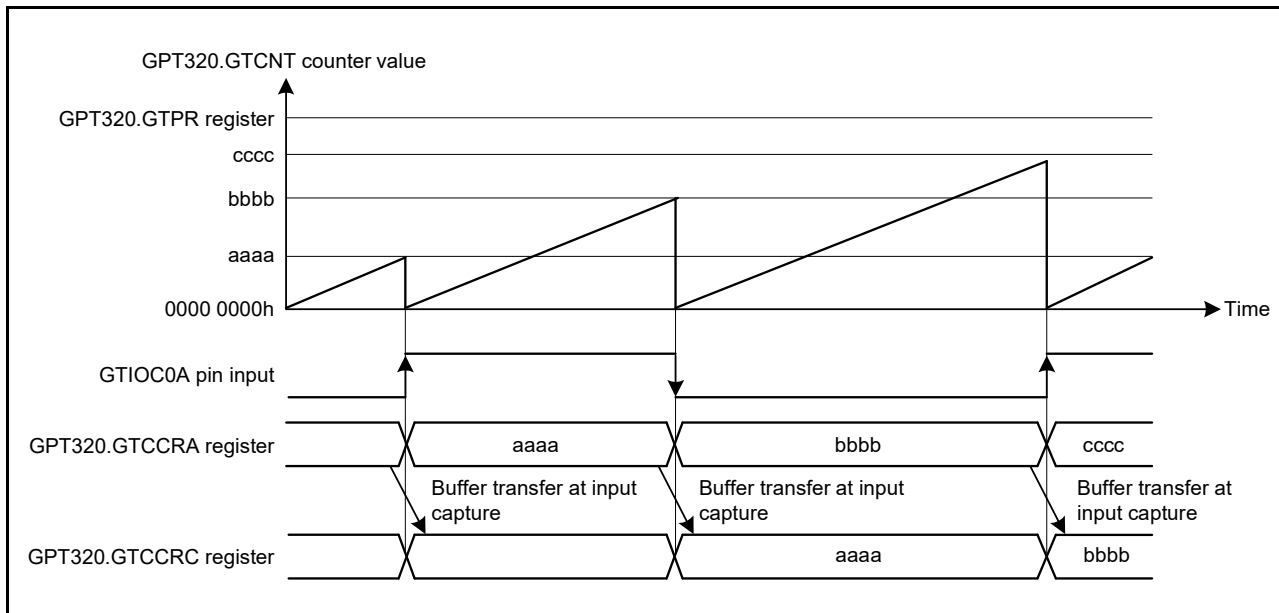 GPT320.GTCNT counter value
GPT320.GTPR register
cccc
bbbb
aaaa
0000 0000h
Time
GTIOC0A pin input
GPT320.GTCCRA register
aaaa
bbbb
cccc
Buffer transfer at input
capture
Buffer transfer at input
capture
Buffer transfer at
input capture
GPT320.GTCCRC register
aaaa
bbbb